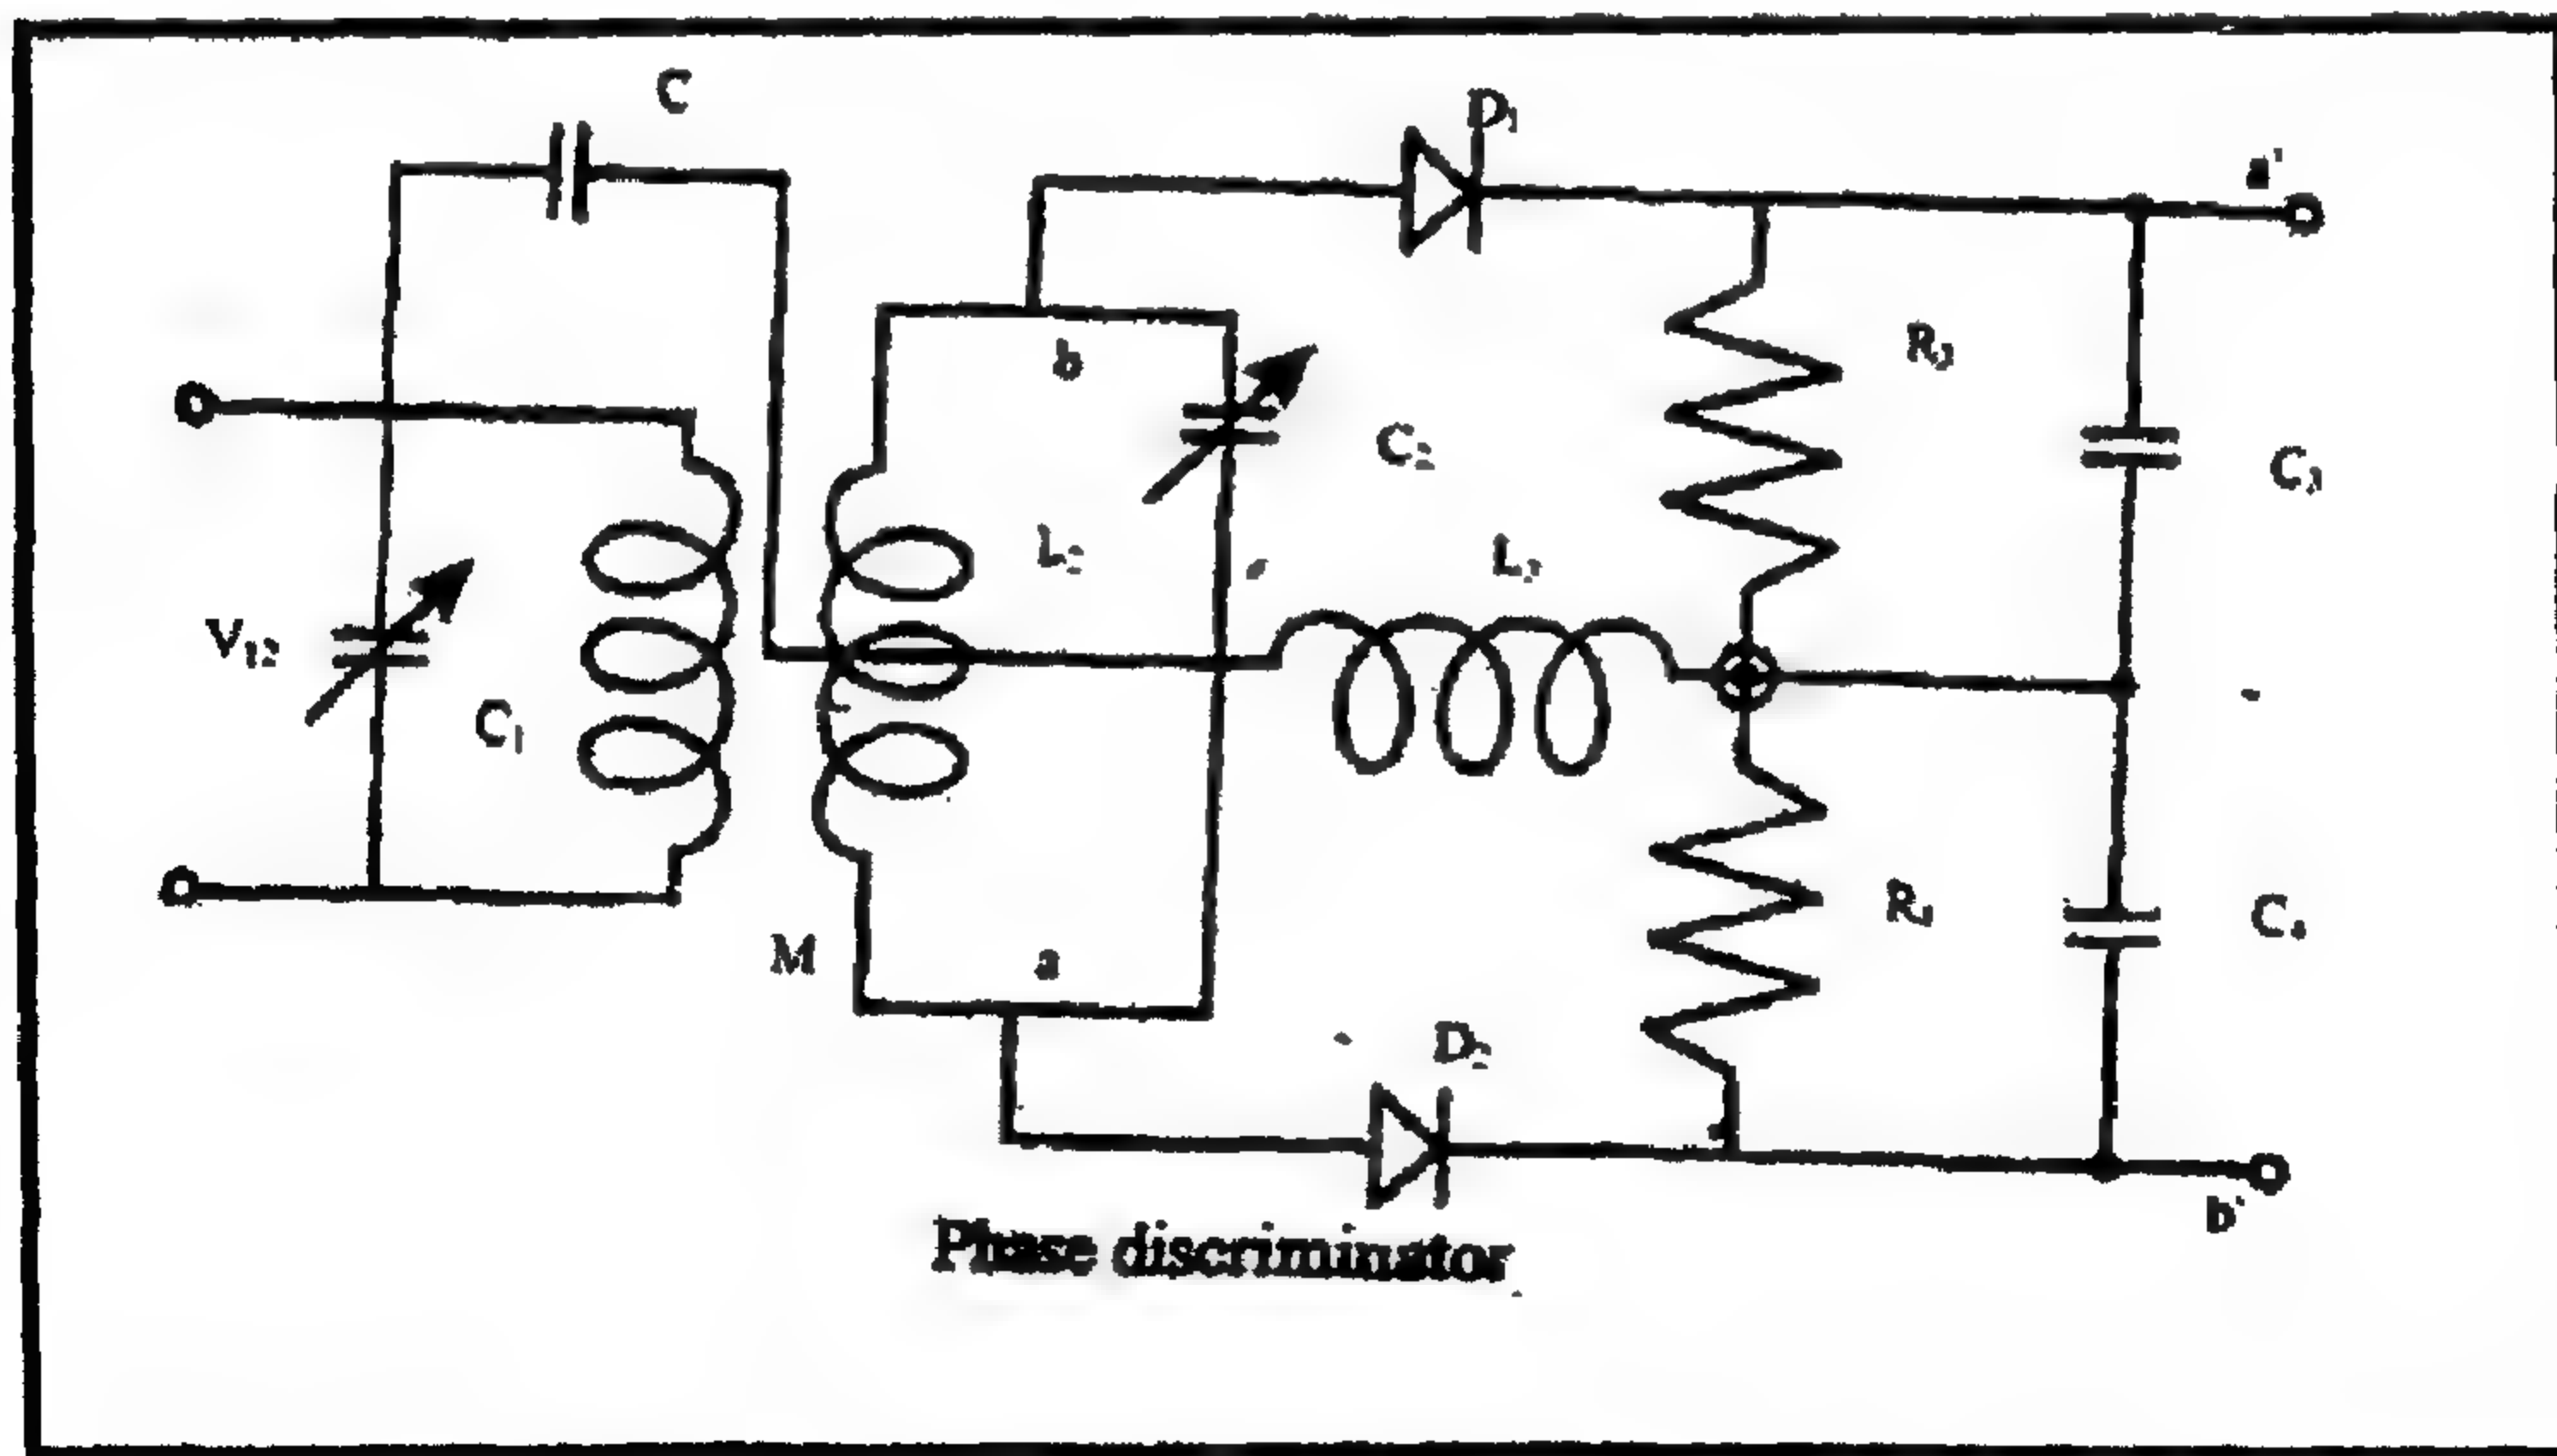 C
D₁
a'
b
R₃
C₂
C₃
L₂
L₃
V₁₂
C₁
M
a
R₄
C₄
D₂
b'
Phase discriminator